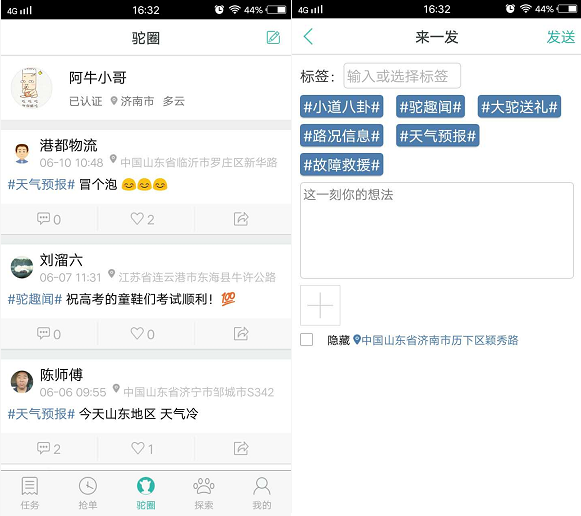 4G 16:32 44%
驼圈
阿牛小哥
已认证 济南市 多云
港都物流
06-10 10:48 中国山东省临沂市罗庄区新华路
#天气预报# 冒个泡
0 2
刘溜六
06-07 11:31 江苏省连云港市东海县牛许公路
#驼趣闻# 祝高考的童鞋们考试顺利！💯
0 0
陈师傅
06-06 09:55 中国山东省济宁市邹城市S342
#天气预报# 今天山东地区 天气冷
2 1
任务 抢单 驼圈 探索 我的
4G 16:32 44%
来一发 发送
标签： 输入或选择标签
#小道八卦# #驼趣闻# #大驼送礼#
#路况信息# #天气预报#
#故障救援#
这一刻你的想法
隐藏 中国山东省济南市历下区颖秀路